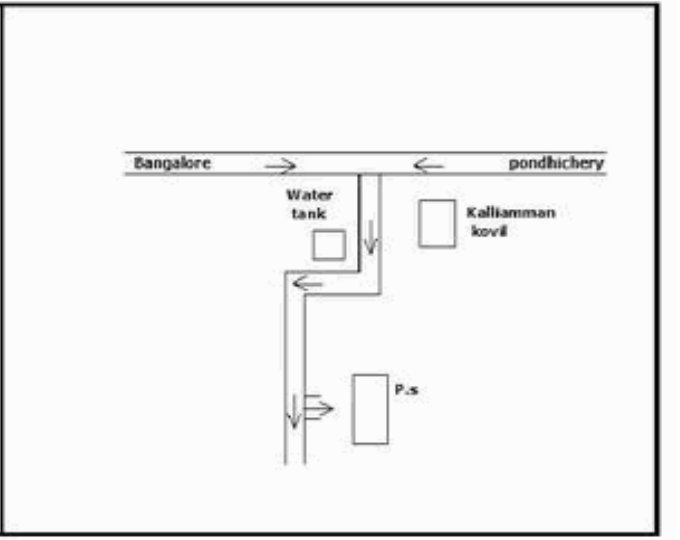 Bangalore
pondhichery
Water
tank
Kalliamman
kovil
P.s